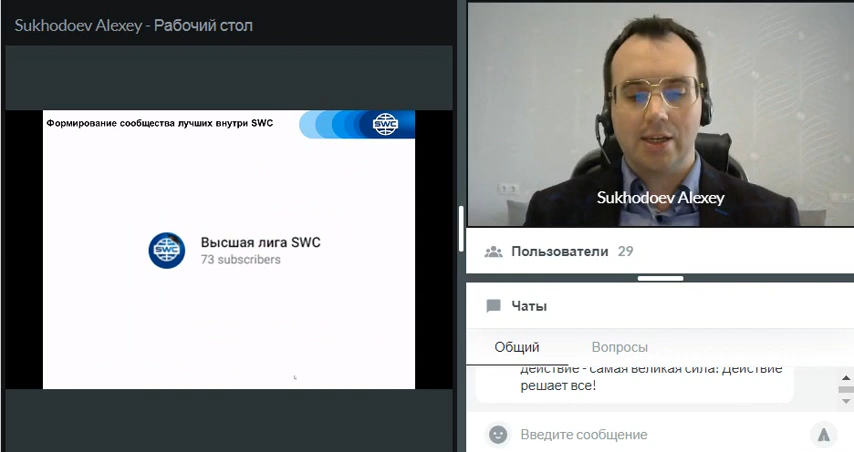 Sukhodoev Alexey - Рабочий стол
Формирование сообщества лучших внутри SWC
SWC
SWC
Высшая лига SWC
73 subscribers
Sukhodoev Alexey
Пользователи 29
Чаты
Общий Вопросы
действие - самая великая сила! Действие
решает все!
Введите сообщение